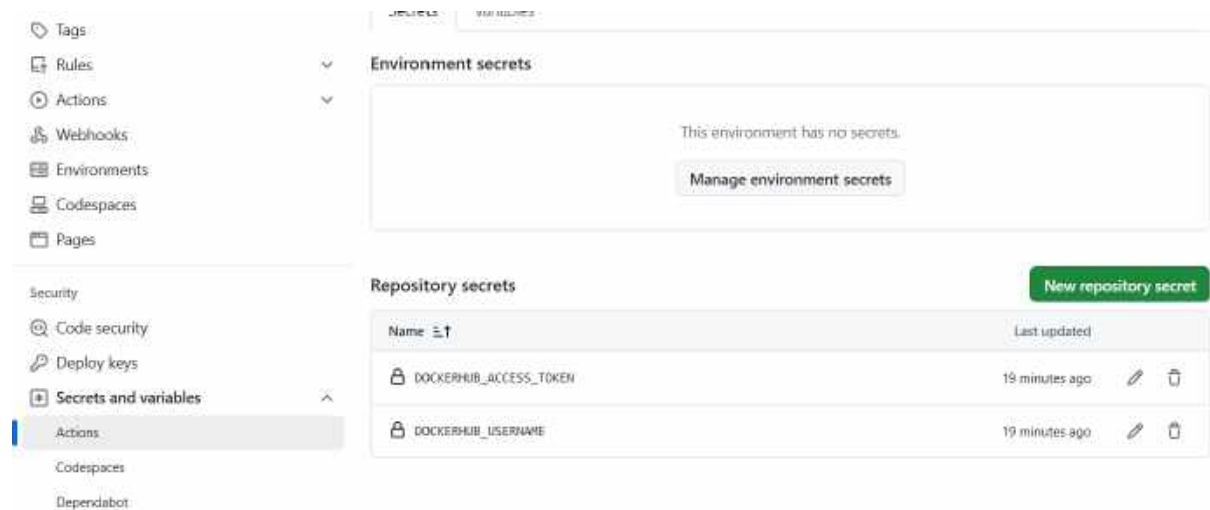 Secrets Variables
Tags
Rules
Actions
Webhooks
Environments
Codespaces
Pages
Security
Code security
Deploy keys
Secrets and variables
Actions
Codespaces
Dependabot
Environment secrets
This environment has no secrets.
Manage environment secrets
Repository secrets
New repository secret
Name Last updated
DOCKERHUB_ACCESS_TOKEN 19 minutes ago
DOCKERHUB_USERNAME 19 minutes ago